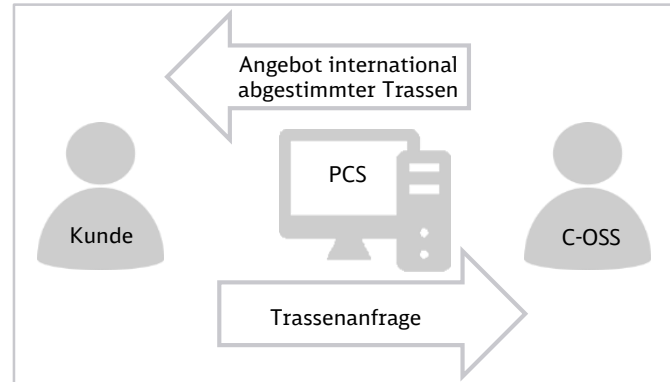 Angebot international
abgestimmter Trassen
PCS
Kunde
C-OSS
Trassenanfrage